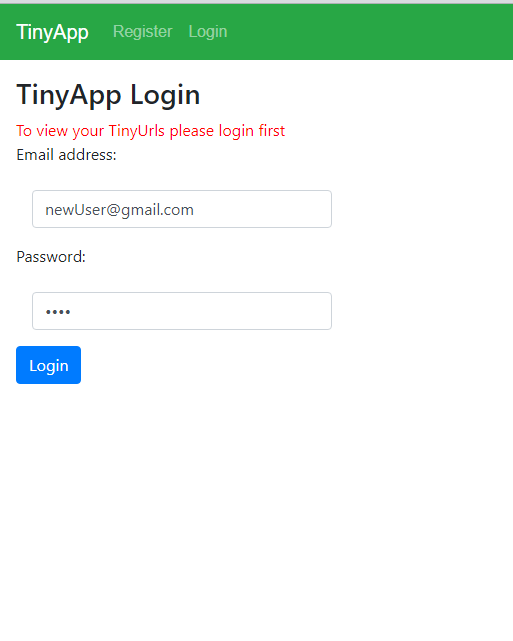 TinyApp Register Login
TinyApp Login
To view your TinyUrls please login first
Email address:
newUser@gmail.com
Password:
••••
Login